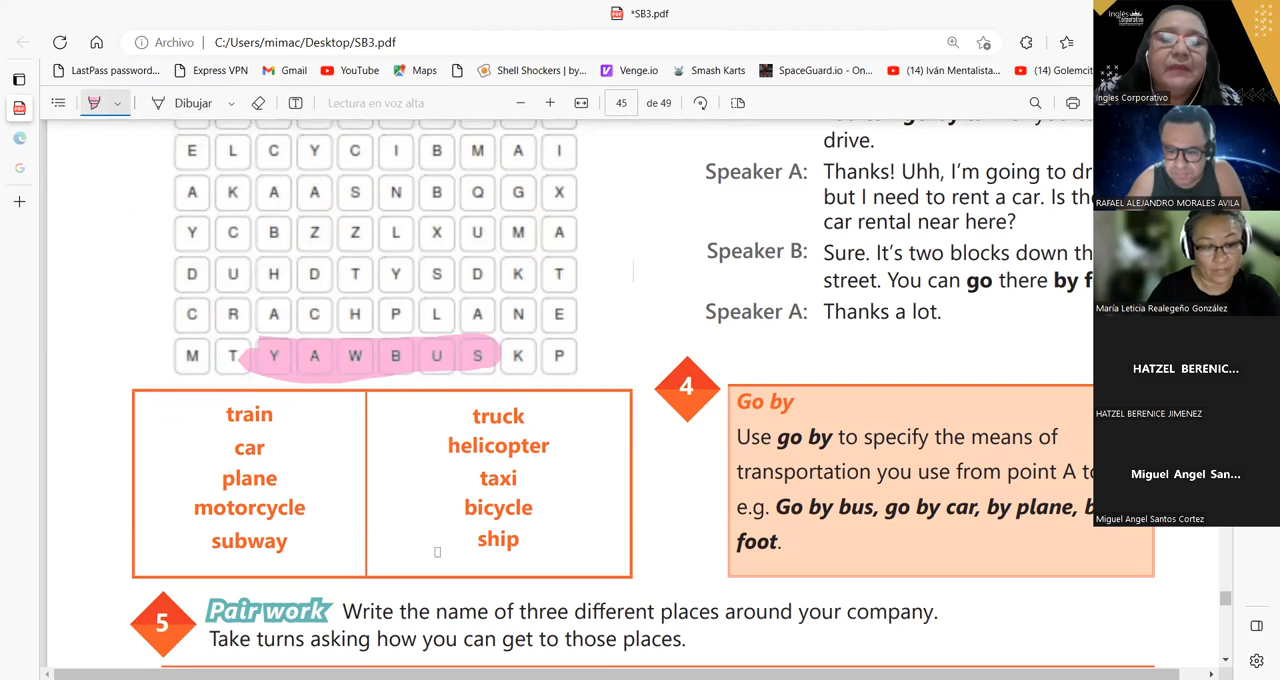 *SB3.pdf
Archivo | C:/Users/mimac/Desktop/SB3.pdf
LastPass password...
Express VPN
Gmail
YouTube
Maps
Shell Shockers | by...
Venge.io
Smash Karts
SpaceGuard.io - On...
(14) Iván Mentalista...
(14) Golemcit
Dibujar
Lectura en voz alta
45
de 49
E L C Y C I B M A I
A K A A S N B Q G X
Y C B Z Z L X U M A
D U H D T Y S D K T
C R A C H P L A N E
M T Y A W B U S K P
train
car
plane
motorcycle
subway
truck
helicopter
taxi
bicycle
ship
drive.
Speaker A: Thanks! Uhh, I'm going to dr
but I need to rent a car. Is the
car rental near here?
Speaker B: Sure. It's two blocks down th
street. You can go there by f
Speaker A: Thanks a lot.
4
Go by
Use go by to specify the means of
transportation you use from point A to
e.g. Go by bus, go by car, by plane, b
foot.
5
Pair work Write the name of three different places around your company.
Take turns asking how you can get to those places.
Inglés
Corporativo
Ingles Corporativo
RAFAEL ALEJANDRO MORALES AVILA
María Leticia Realegeño González
HATZEL BERENIC...
HATZEL BERENICE JIMENEZ
Miguel Angel San...
Miguel Angel Santos Cortez